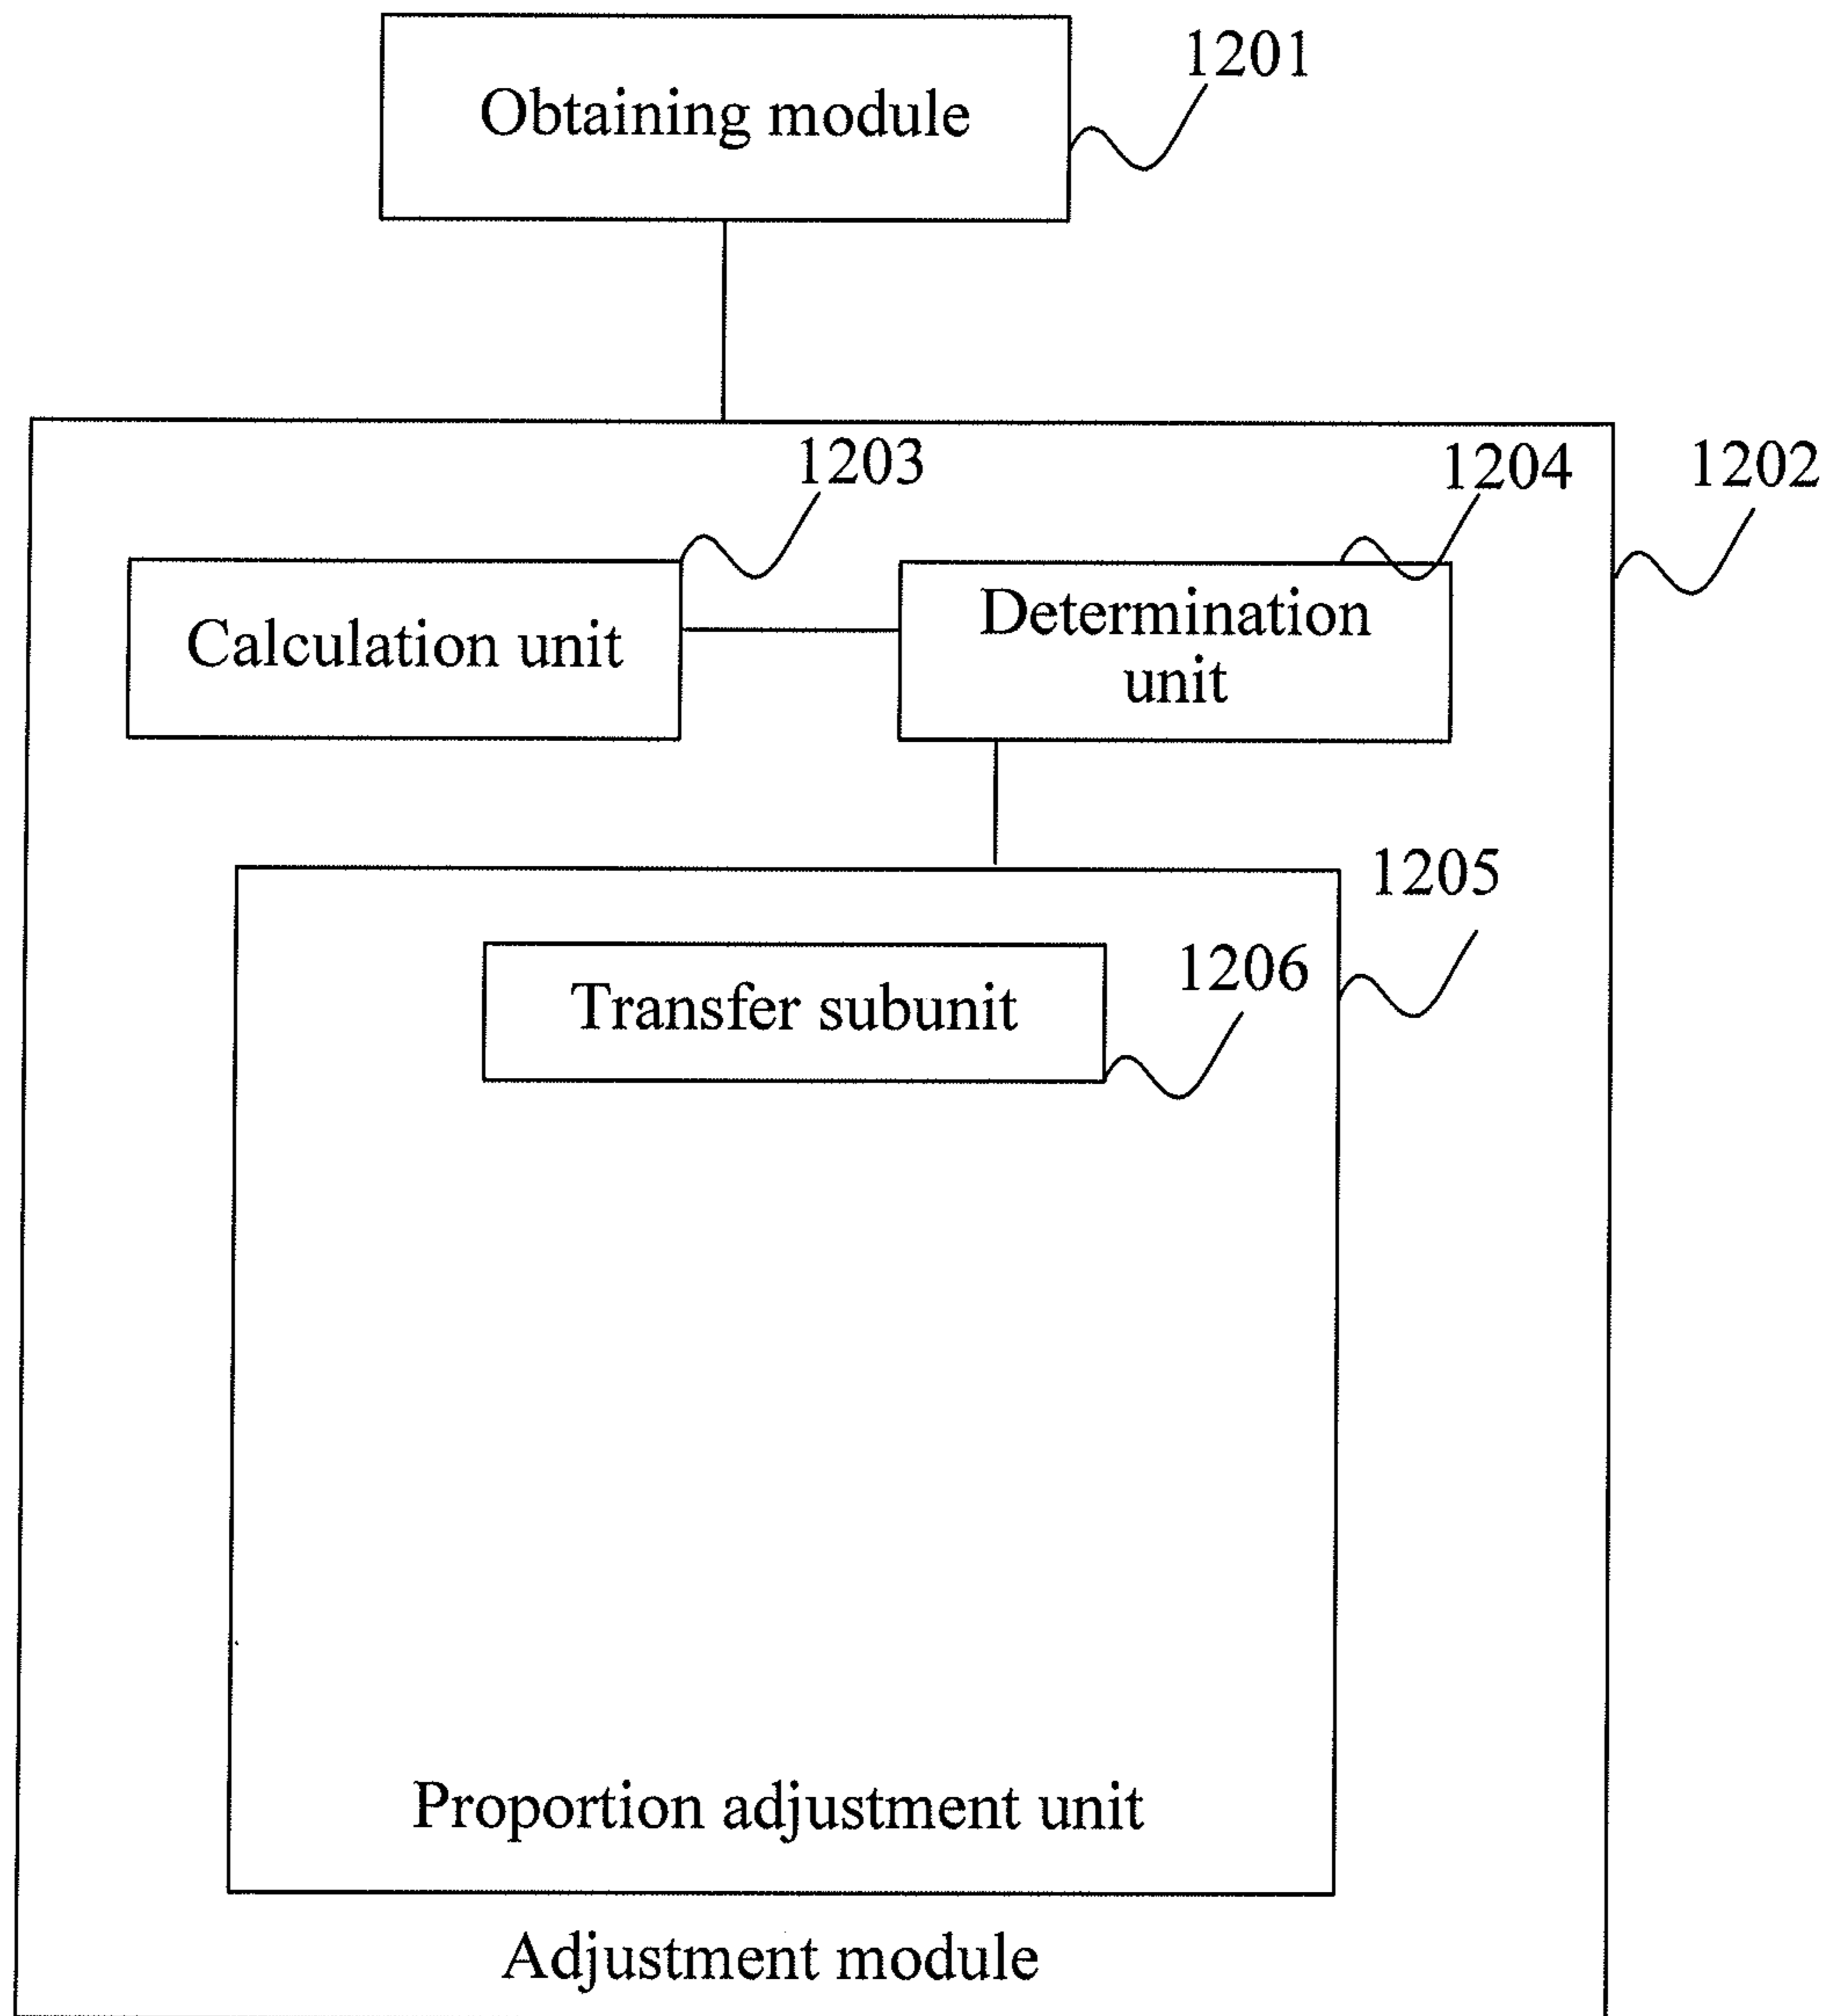 1201
Obtaining module
1203
1204
1202
Calculation unit
Determination
unit
1205
1206
Transfer subunit
Proportion adjustment unit
Adjustment module